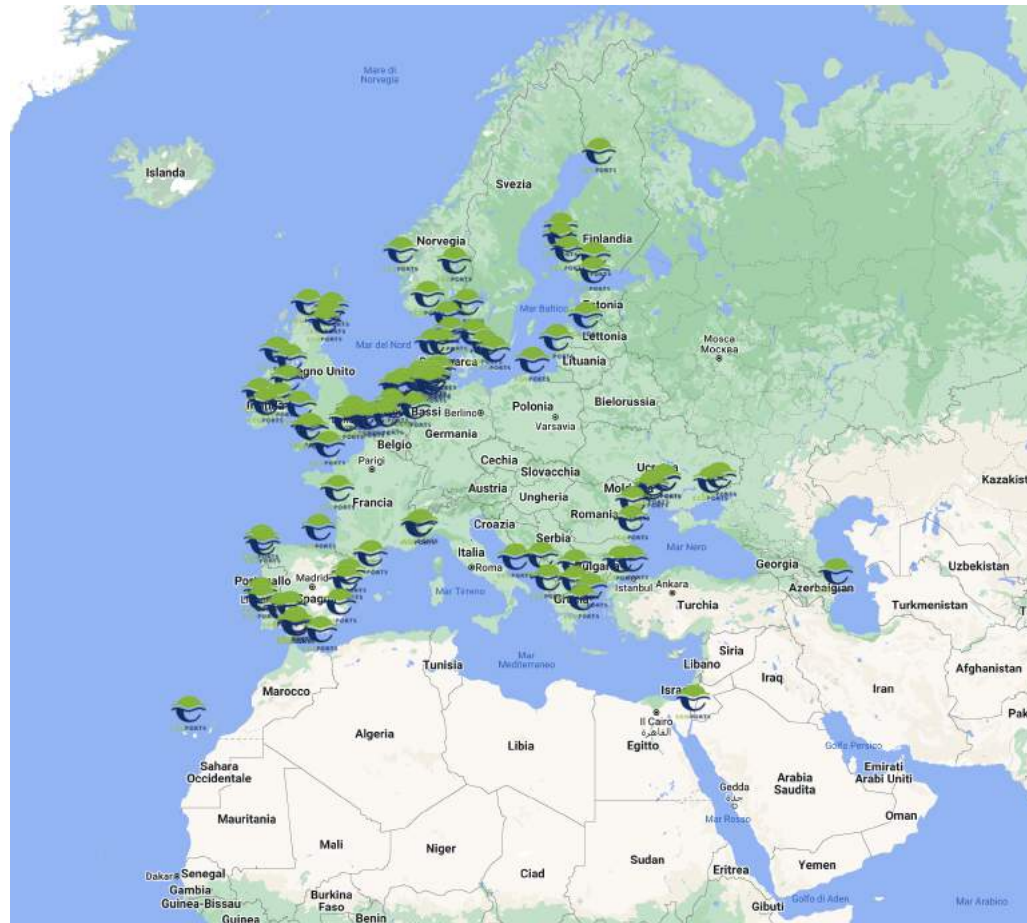 Mare di
Norvegia
Islanda
Svezia
Norvegia
Finlandia
Mar Baltico
Lettonia
Mosca
Москва
Mar del Nord
Lituania
Bielorussia
Bassi
Berlino
Polonia
Varsavia
Belgio
Germania
Parigi
Cechia
Slovacchia
Kazakist
Austria
Ungheria
Francia
Romania
Croazia
Serbia
Italia
Roma
Mar Nero
Georgia
Uzbekistan
Madrid
Istanbul
Ankara
Azerbaigian
Mar Tirreno
Turchia
Turkmenistan
Mar
Mediterraneo
Tunisia
Siria
Libano
Afghanistan
Marocco
Isra
Iraq
Iran
Pak
PORTS
Algeria
Libia
Il Cairo
القاهرة
Egitto
Golfo Persico
Sahara
Occidentale
Emirati
Arabi Uniti
Arabia
Saudita
Gedda
جدة
Mar Rosso
Oman
Mauritania
Mali
Niger
Ciad
Sudan
Yemen
Dakar
Senegal
Gambia
Guinea-Bissau
Eritrea
Burkina
Faso
Golfo di Aden
Mar Arabico
Guinea
Benin
Gibuti